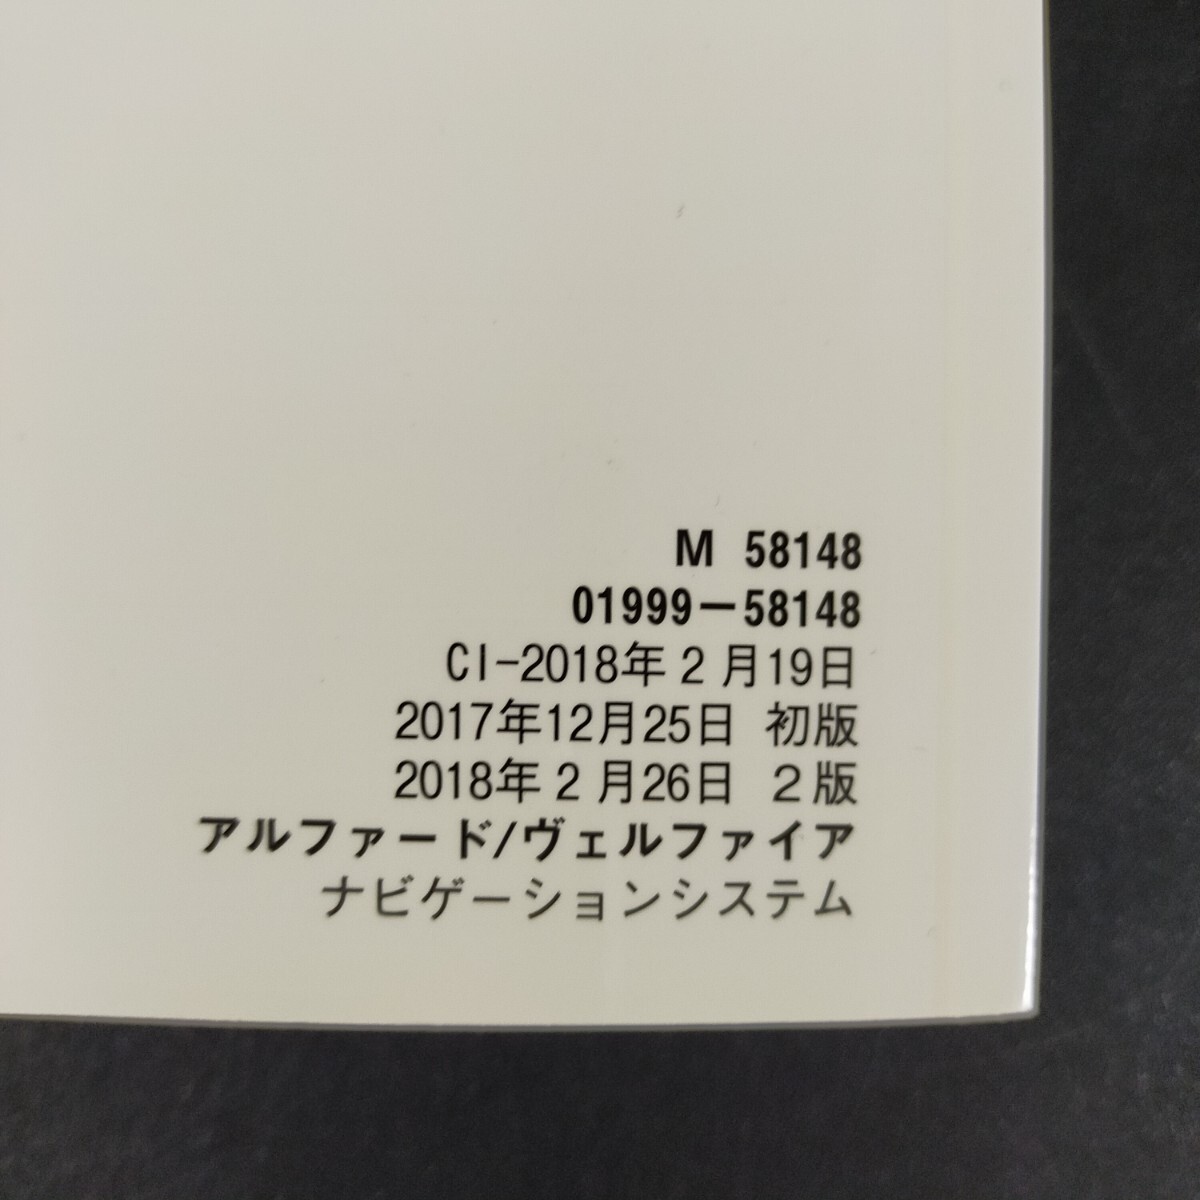 M 58148
01999-58148
CI-2018年2月19日
2017年12月25日 初版
2018年2月26日 2版
アルファード/ヴェルファイア
ナビゲーションシステム